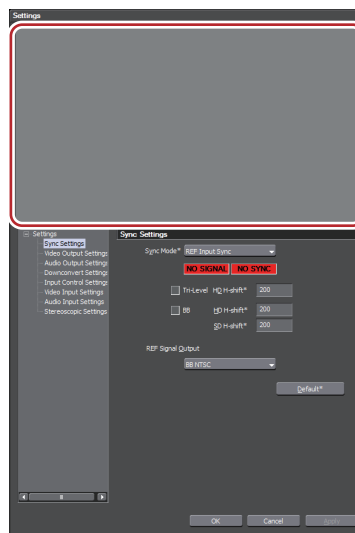 Settings
Settings
Sync Settings
Video Output Settings
Audio Output Settings
Downconvert Settings
Input Control Settings
Video Input Settings
Audio Input Settings
Stereoscopic Settings
Sync Settings
Sync Mode* REF Input Sync
NO SIGNAL NO SYNC
Tri-Level HD H-shift* 200
BB HD H-shift* 200
SD H-shift* 200
REF Signal Output
BB NTSC
Default*
OK Cancel Apply